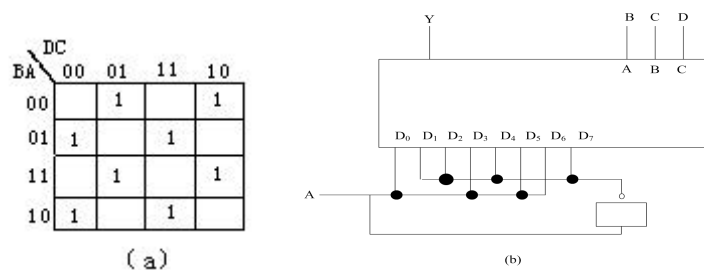 DC
BA 00 01 11 10
00 1 1
01 1 1
11 1 1
10 1 1
(a)
Y B C D
A B C
D₀ D₁ D₂ D₃ D₄ D₅ D₆ D₇
A
(b)